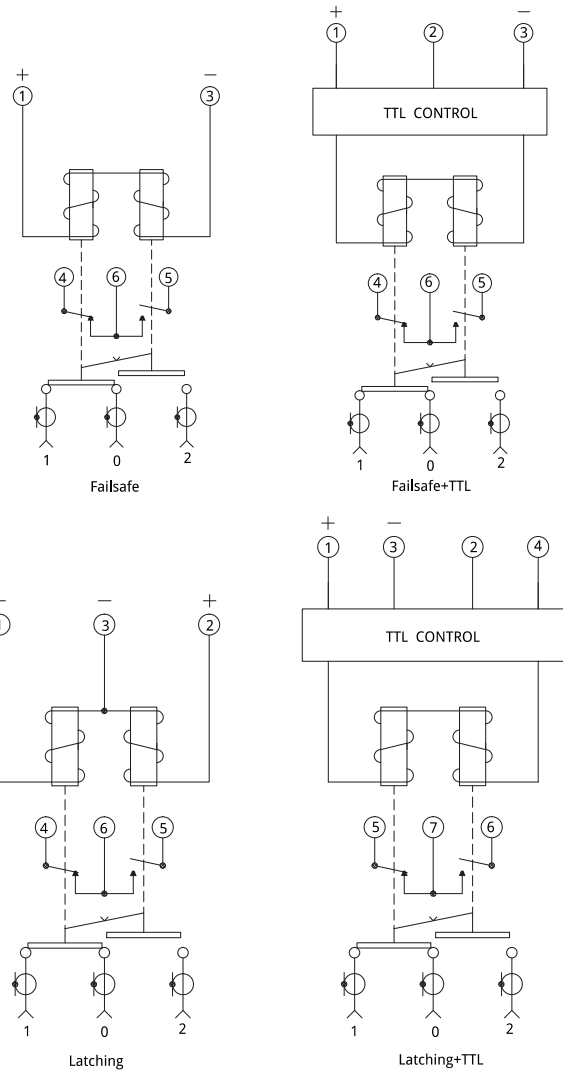 + −
1 3
4 6 5
1 0 2
Failsafe
+ −
1 2 3
TTL CONTROL
4 6 5
1 0 2
Failsafe+TTL
− − +
1 3 2
4 6 5
1 0 2
Latching
+ −
1 3 2 4
TTL CONTROL
5 7 6
1 0 2
Latching+TTL